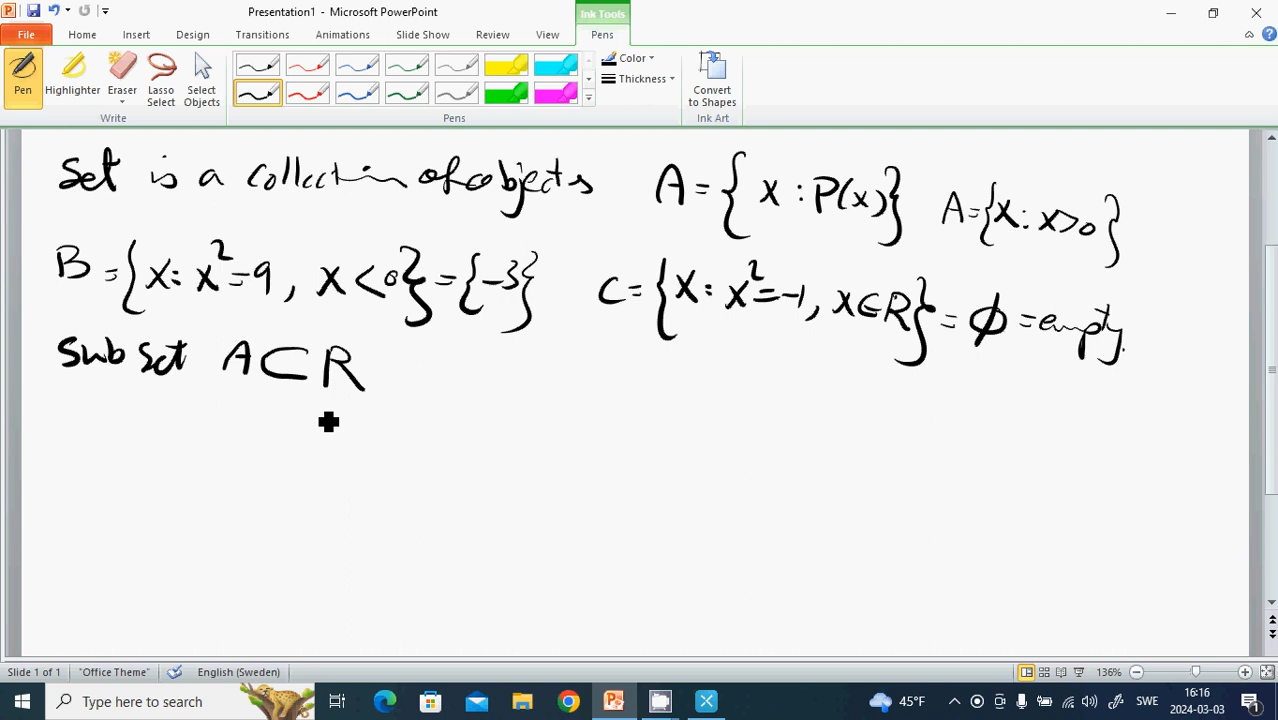 Presentation1 - Microsoft PowerPoint
Ink Tools
File Home Insert Design Transitions Animations Slide Show Review View Pens
Pen Highlighter Eraser Lasso Select Select Objects
Color
Thickness
Convert to Shapes
Write Pens Ink Art
Set is a collection of objects A = { x : P(x) } A = { x : x > 0 }
B = { x : x² = 9 , x < 0 } = { -3 } C = { x : x² = -1 , x ∈ R } = ϕ = empty.
Subset A ⊂ R
Slide 1 of 1 "Office Theme" English (Sweden) 136%
Type here to search
45°F
SWE
16:16
2024-03-03
1